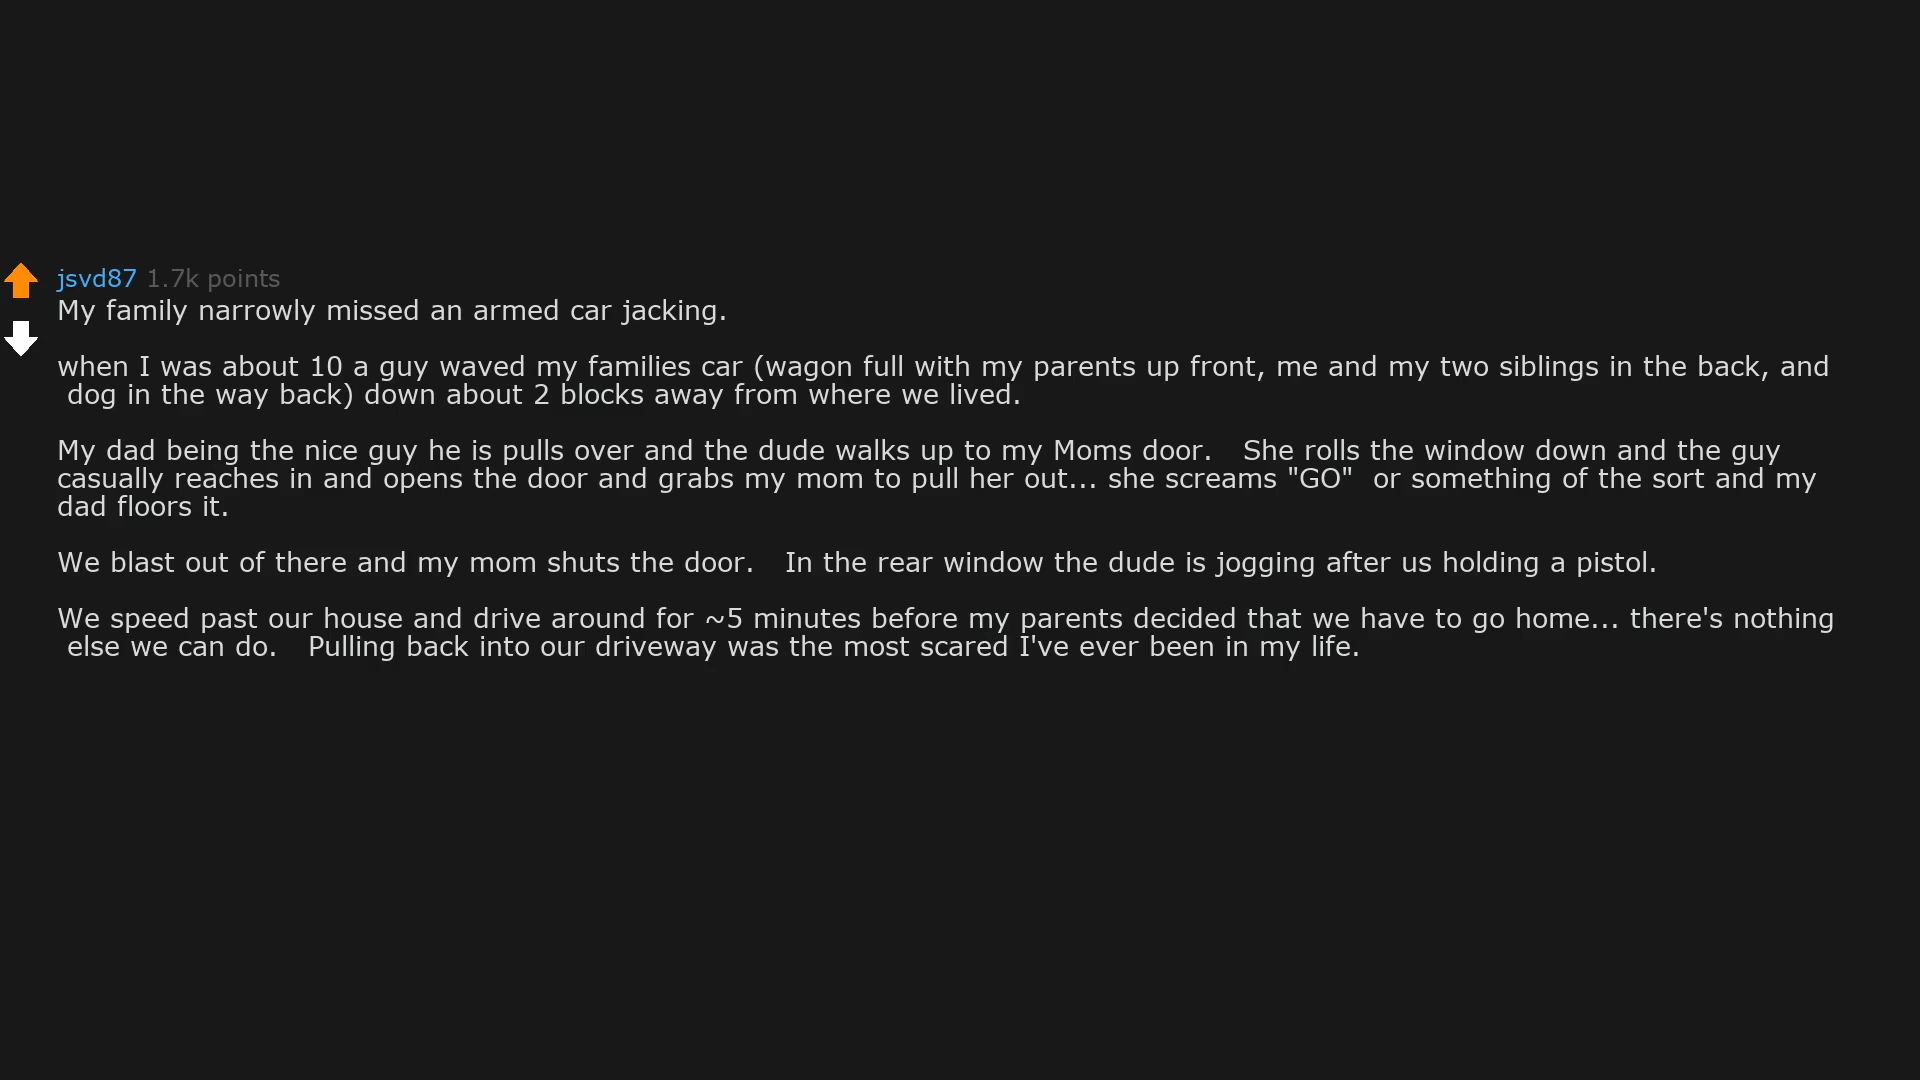 jsvd87 1.7k points
My family narrowly missed an armed car jacking.
when I was about 10 a guy waved my families car (wagon full with my parents up front, me and my two siblings in the back, and
dog in the way back) down about 2 blocks away from where we lived.
My dad being the nice guy he is pulls over and the dude walks up to my Moms door.   She rolls the window down and the guy
casually reaches in and opens the door and grabs my mom to pull her out... she screams "GO"  or something of the sort and my
dad floors it.
We blast out of there and my mom shuts the door.   In the rear window the dude is jogging after us holding a pistol.
We speed past our house and drive around for ~5 minutes before my parents decided that we have to go home... there's nothing
else we can do.   Pulling back into our driveway was the most scared I've ever been in my life.